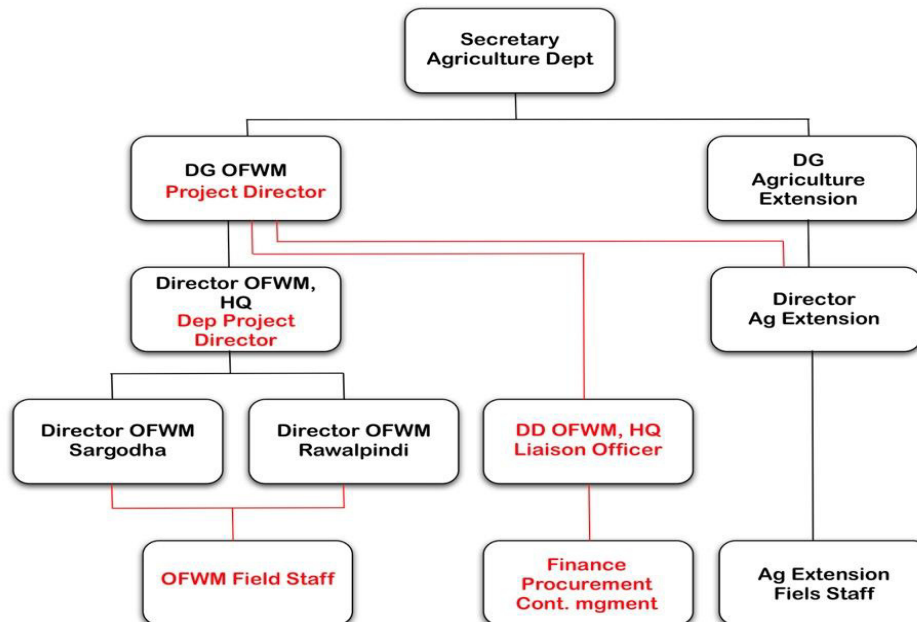 Secretary
Agriculture Dept
DG OFWM
Project Director
DG
Agriculture
Extension
Director OFWM,
HQ
Dep Project
Director
Director
Ag Extension
Director OFWM
Sargodha
Director OFWM
Rawalpindi
DD OFWM, HQ
Liaison Officer
OFWM Field Staff
Finance
Procurement
Cont. mgment
Ag Extension
Fiels Staff